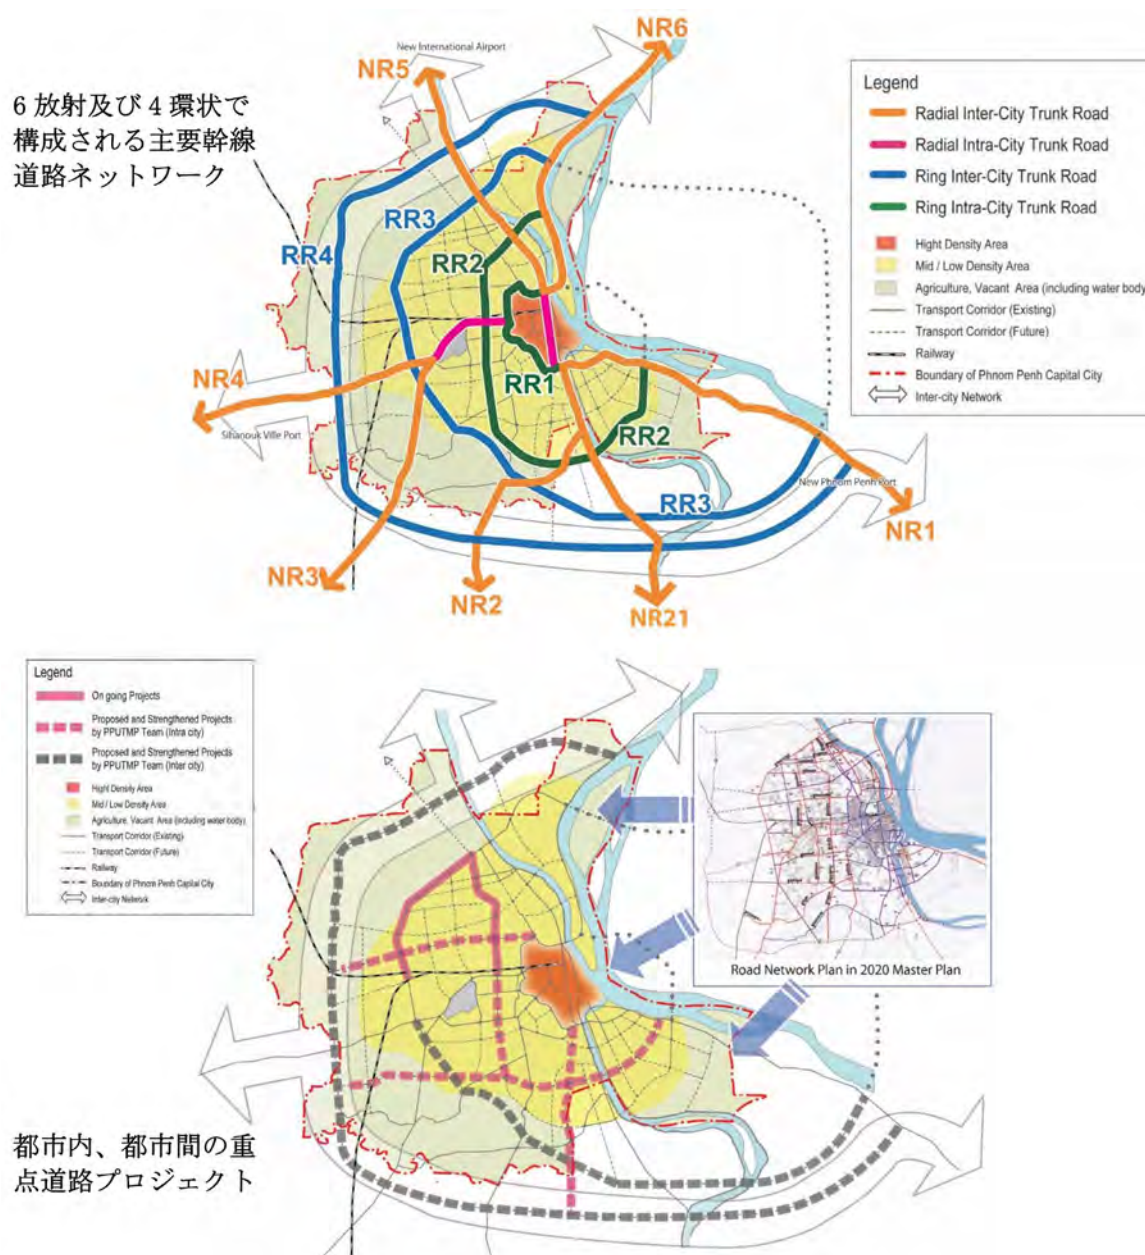 6 放射及び 4 環状で
構成される主要幹線
道路ネットワーク
New International Airport
NR5
NR6
RR3
RR4
RR2
RR1
RR2
RR3
NR4
Sihanouk Ville Port
New Phnom Penh Port
NR1
NR3
NR2
NR21
Legend
Radial Inter-City Trunk Road
Radial Intra-City Trunk Road
Ring Inter-City Trunk Road
Ring Intra-City Trunk Road
Hight Density Area
Mid / Low Density Area
Agriculture, Vacant Area (including water body
Transport Corridor (Existing)
Transport Corridor (Future)
Railway
Boundary of Phnom Penh Capital City
Inter-city Network
Legend
On going Projects
Proposed and Strengthened Projects
by PPUTMP Team (Intra city)
Proposed and Strengthened Projects
by PPUTMP Team (Inter city)
Hight Density Area
Mid / Low Density Area
Agriculture, Vacant Area (including water body)
Transport Corridor (Existing)
Transport Corridor (Future)
Railway
Boundary of Phnom Penh Capital City
Inter-city Network
Road Network Plan in 2020 Master Plan
都市内、都市間の重
点道路プロジェクト